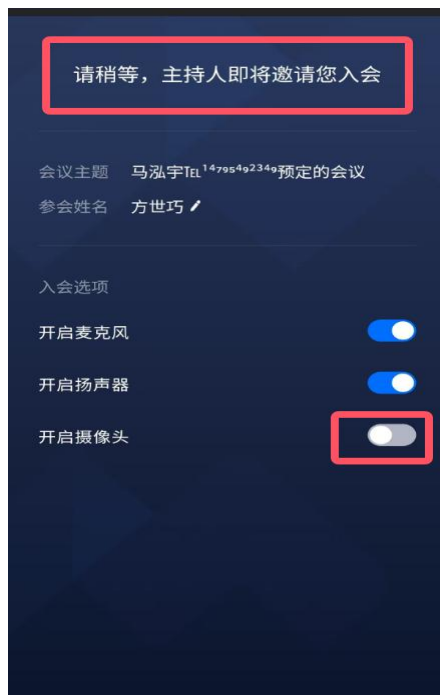 请稍等，主持人即将邀请您入会
会议主题 马泓宇℡¹⁴⁷⁹⁵⁴⁹²³⁴⁹预定的会议
参会姓名 方世巧
入会选项
开启麦克风
开启扬声器
开启摄像头